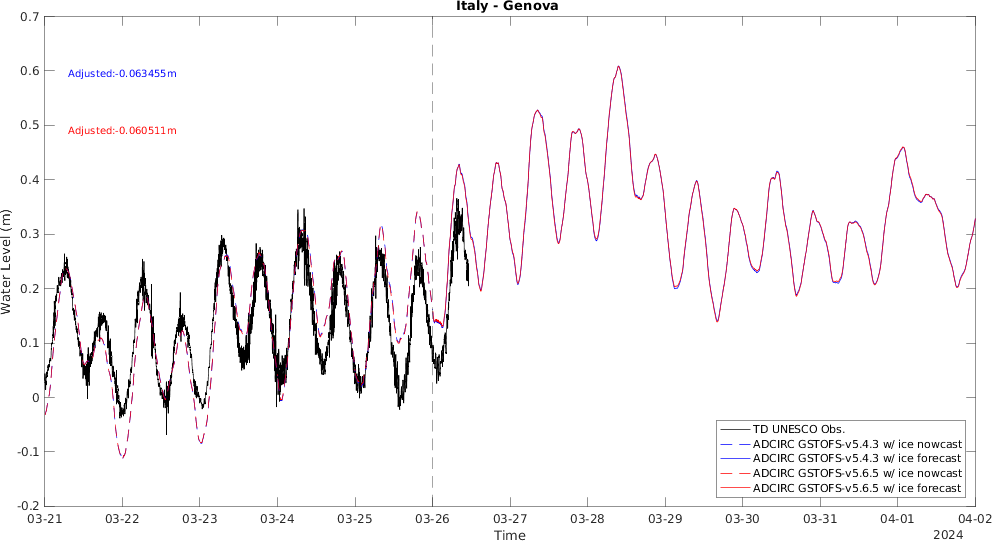 Italy - Genova
0.7
0.6
0.5
0.4
0.3
0.2
0.1
0
-0.1
-0.2
Water Level (m)
Adjusted:-0.063455m
Adjusted:-0.060511m
TD UNESCO Obs.
ADCIRC GSTOFS-v5.4.3 w/ ice nowcast
ADCIRC GSTOFS-v5.4.3 w/ ice forecast
ADCIRC GSTOFS-v5.6.5 w/ ice nowcast
ADCIRC GSTOFS-v5.6.5 w/ ice forecast
03-21 03-22 03-23 03-24 03-25 03-26 03-27 03-28 03-29 03-30 03-31 04-01 04-02
Time
2024